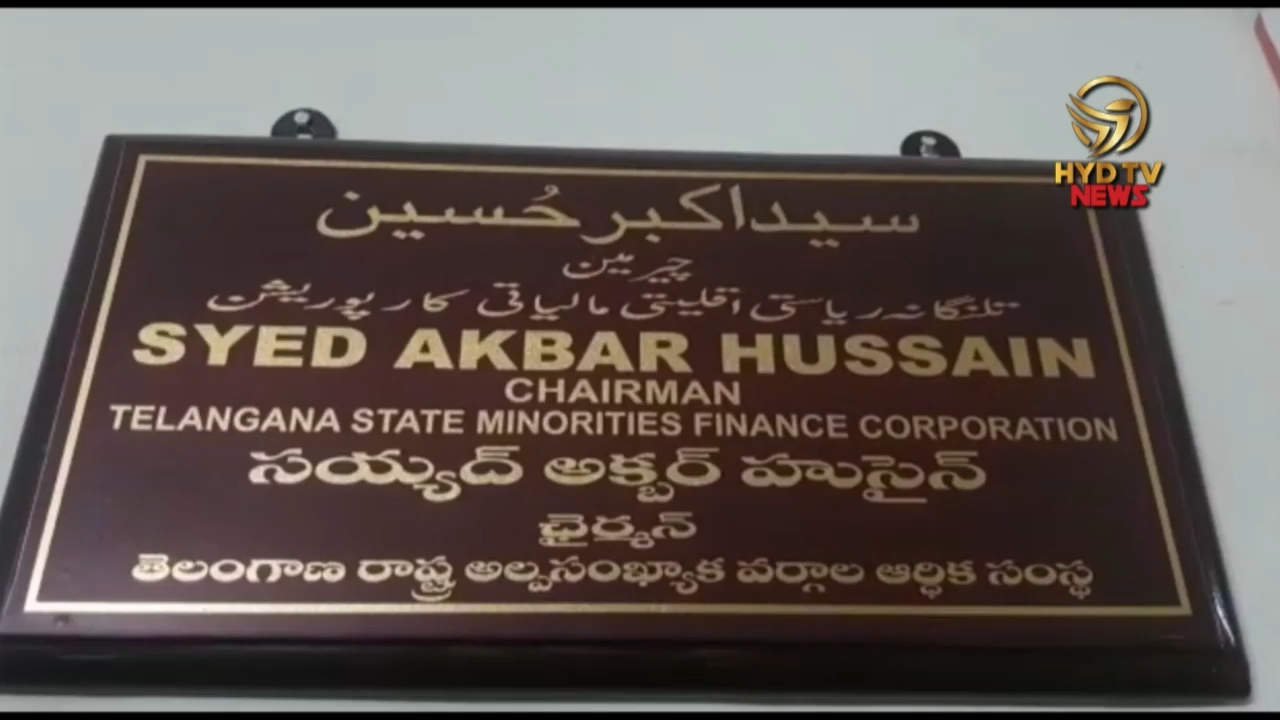 سید اکبر حُسین
چیرمین
تلنگانہ ریاستی اقلیتی مالیاتی کارپوریشن
SYED AKBAR HUSSAIN
CHAIRMAN
TELANGANA STATE MINORITIES FINANCE CORPORATION
సయ్యద్ అక్బర్ హుసైన్
ఛైర్మన్
తెలంగాణ రాష్ట్ర అల్పసంఖ్యాక వర్గాల ఆర్ధిక సంస్థ
HYD TV
NEWS